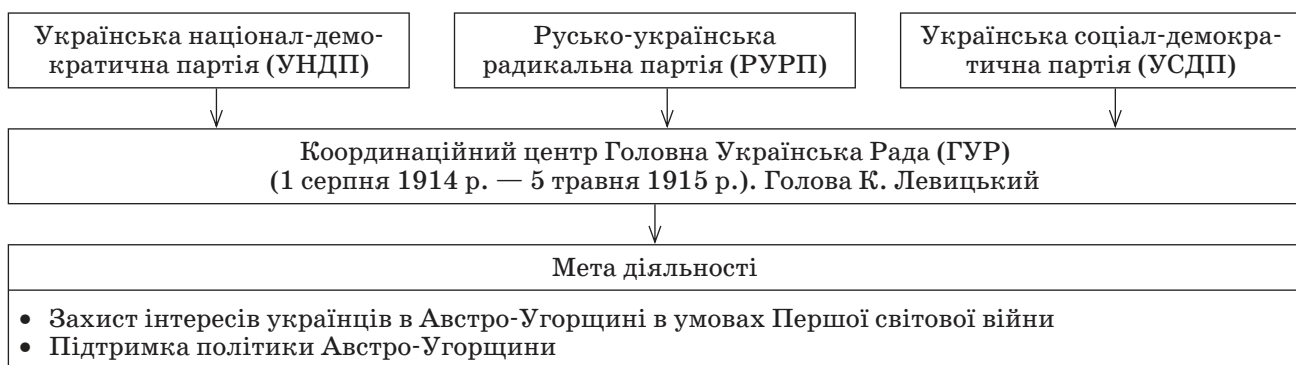 Українська націонал-демо-
кратична партія (УНДП)
Русько-українська
радикальна партія (РУРП)
Українська соціал-демокра-
тична партія (УСДП)
Координаційний центр Головна Українська Рада (ГУР)
(1 серпня 1914 р. — 5 травня 1915 р.). Голова К. Левицький
Мета діяльності
• Захист інтересів українців в Австро-Угорщині в умовах Першої світової війни
• Підтримка політики Австро-Угорщини